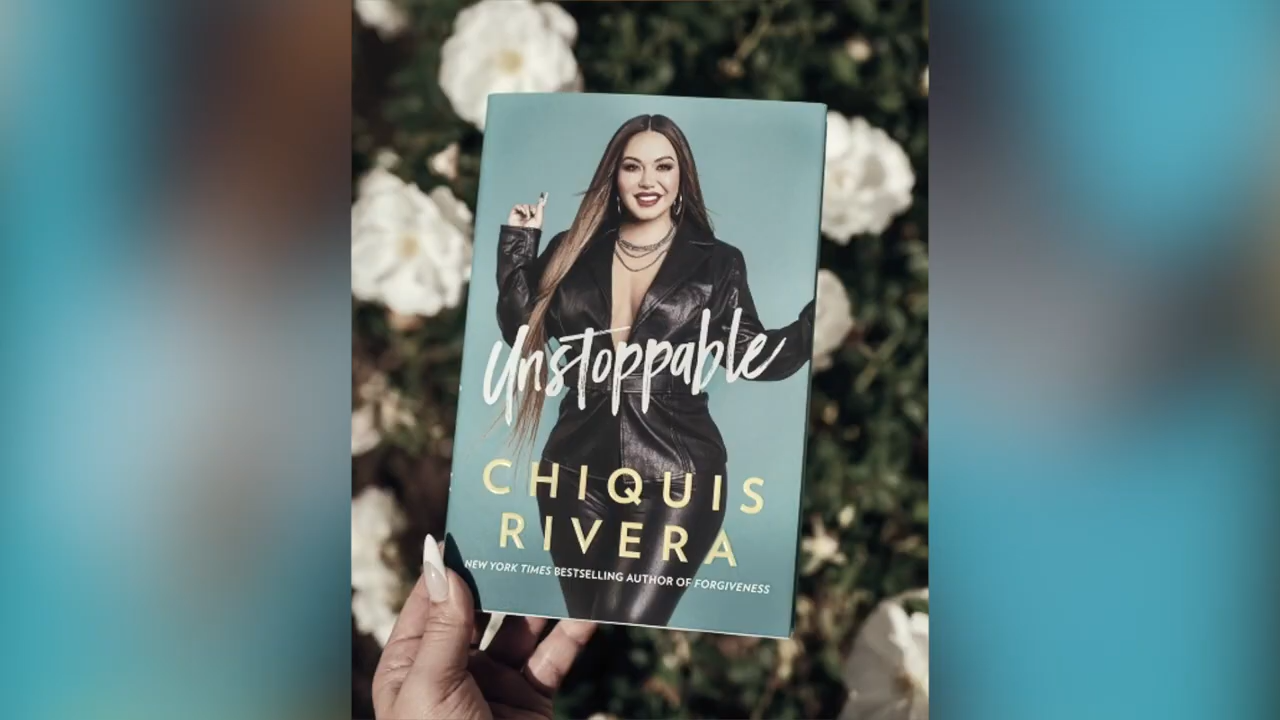 Unstoppable
CHIQUIS
RIVERA
NEW YORK TIMES BESTSELLING AUTHOR OF FORGIVENESS